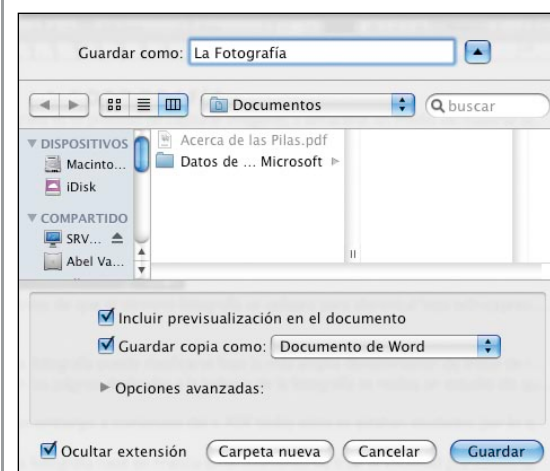 Guardar como: La Fotografía
Documentos
buscar
DISPOSITIVOS
Macinto...
iDisk
COMPARTIDO
SRV...
Abel Va...
Acerca de las Pilas.pdf
Datos de ... Microsoft
Incluir previsualización en el documento
Guardar copia como: Documento de Word
Opciones avanzadas:
Ocultar extensión Carpeta nueva Cancelar Guardar